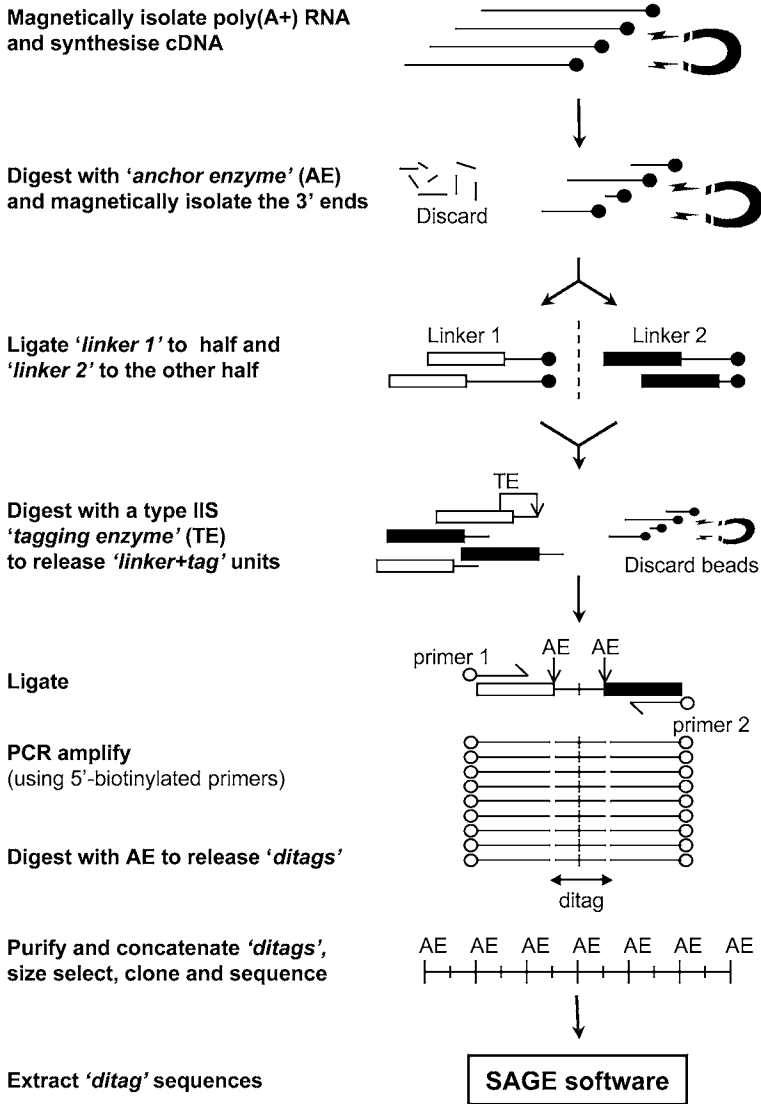 Magnetically isolate poly(A+) RNA
and synthesise cDNA
Digest with ‘anchor enzyme’ (AE)
and magnetically isolate the 3’ ends
Discard
Ligate ‘linker 1’ to half and
‘linker 2’ to the other half
Linker 1
Linker 2
Digest with a type IIS
‘tagging enzyme’ (TE)
to release ‘linker+tag’ units
TE
Discard beads
Ligate
primer 1
AE
AE
primer 2
PCR amplify
(using 5’-biotinylated primers)
Digest with AE to release ‘ditags’
ditag
Purify and concatenate ‘ditags’,
size select, clone and sequence
AE AE AE AE AE AE AE
Extract ‘ditag’ sequences
SAGE software